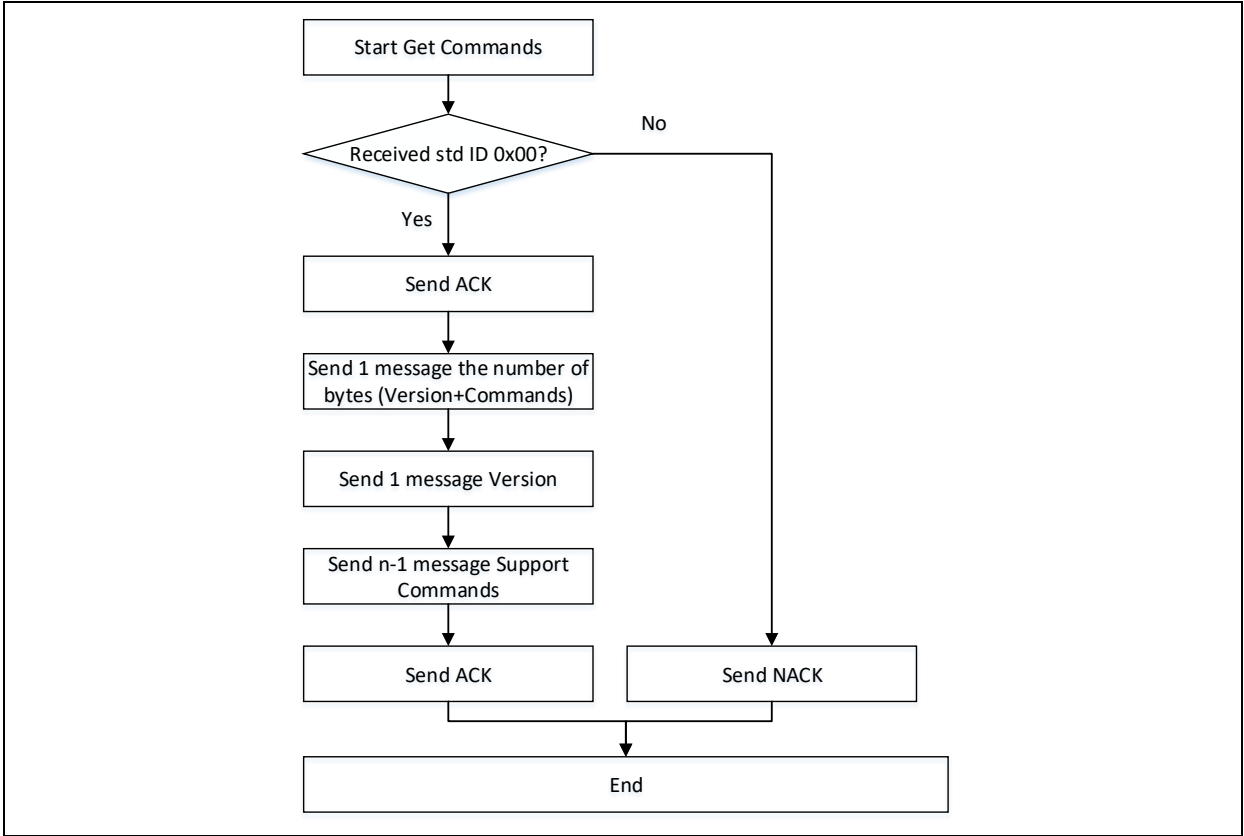 Start Get Commands
Received std ID 0x00?
No
Yes
Send ACK
Send 1 message the number of
bytes (Version+Commands)
Send 1 message Version
Send n-1 message Support
Commands
Send ACK
Send NACK
End